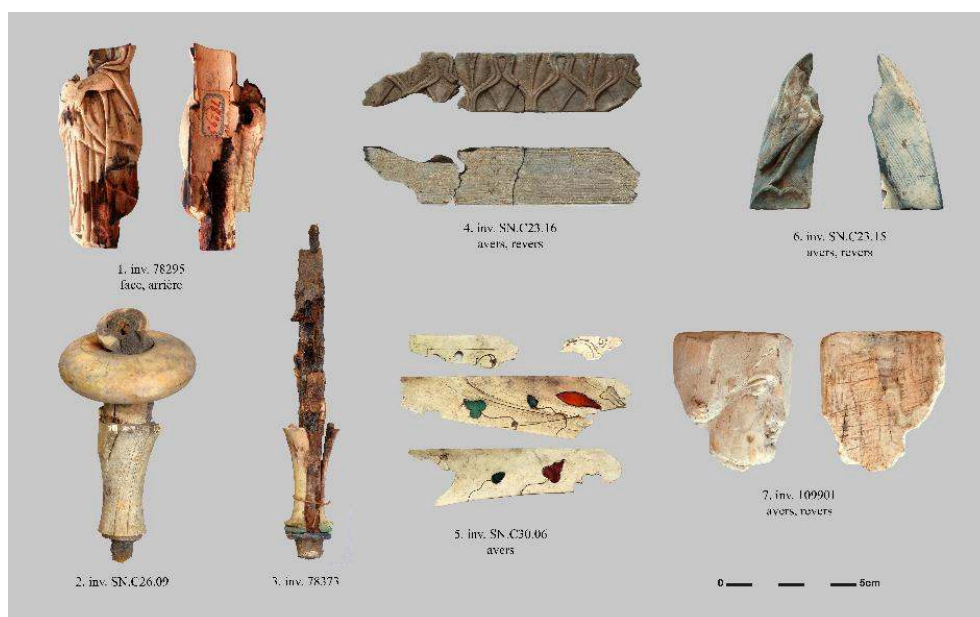 1. inv. 78295
face, arrière
2. inv. SN.C26.09
3. inv. 78373
4. inv. SN.C23.16
avers, revers
5. inv. SN.C30.06
avers
6. inv. SN.C23.15
avers, revers
7. inv. 109901
avers, revers
0
5cm